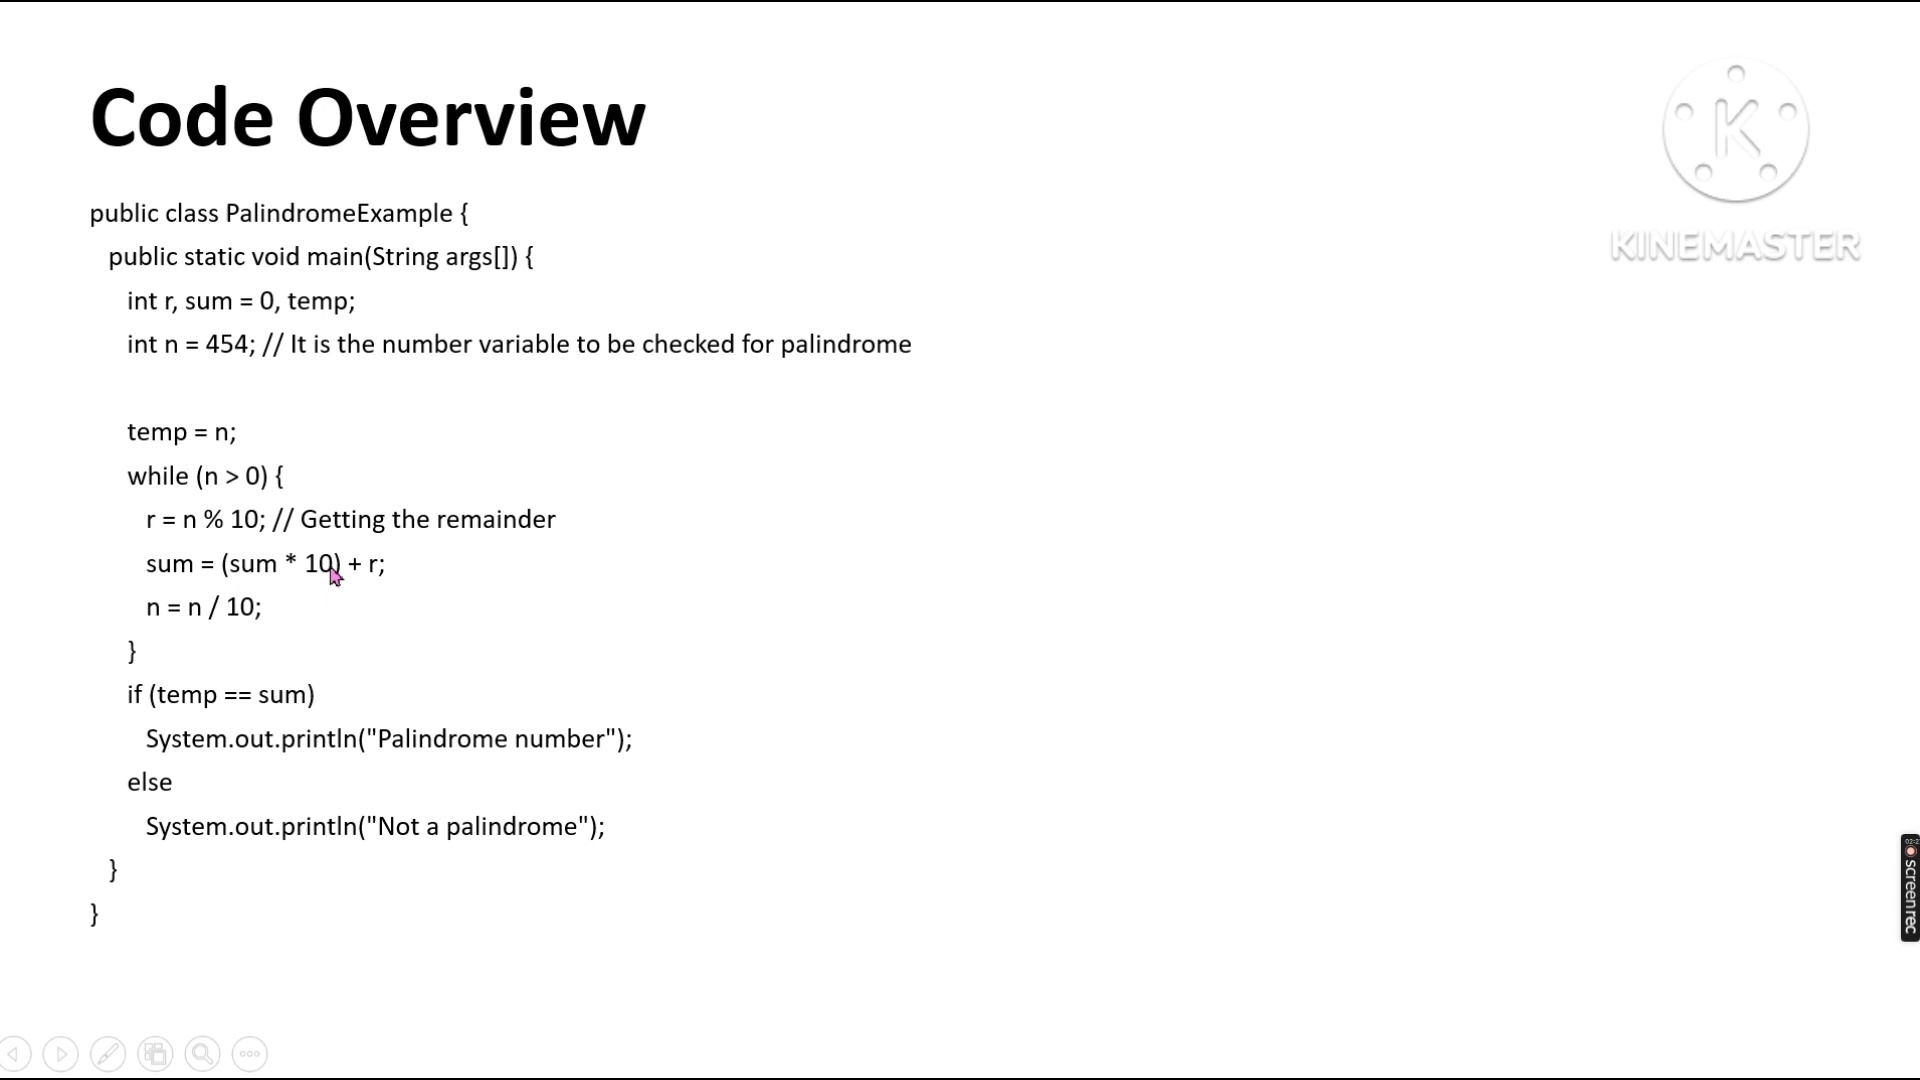 Code Overview
K
KINEMASTER
public class PalindromeExample {
public static void main(String args[]) {
int r, sum = 0, temp;
int n = 454; // It is the number variable to be checked for palindrome
temp = n;
while (n > 0) {
r = n % 10; // Getting the remainder
sum = (sum * 10) + r;
n = n / 10;
}
if (temp == sum)
System.out.println("Palindrome number");
else
System.out.println("Not a palindrome");
}
}
screenrec